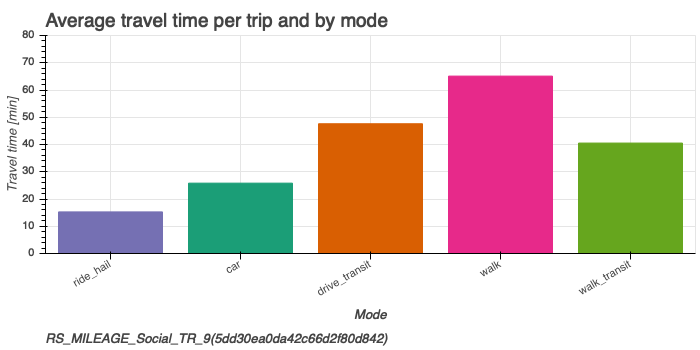 Average travel time per trip and by mode
80
70
60
50
40
30
20
10
0
Travel time [min]
ride_hail
car
drive_transit
walk
walk_transit
Mode
RS_MILEAGE_Social_TR_9(5dd30ea0da42c66d2f80d842)